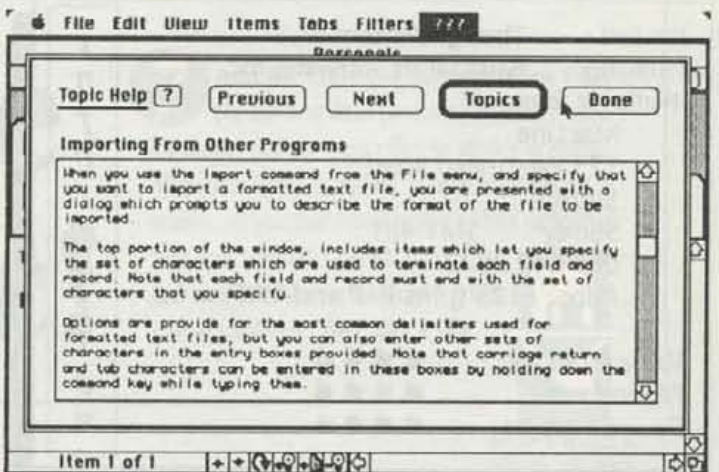 File Edit View Items Tabs Filters ???
Personals
Topic Help ? Previous Next Topics Done
Importing From Other Programs
When you use the Import command from the File menu, and specify that
you want to import a formatted text file, you are presented with a
dialog which prompts you to describe the format of the file to be
imported.
The top portion of the window, includes items which let you specify
the set of characters which are used to terminate each field and
record. Note that each field and record must end with the set of
characters that you specify.
Options are provide for the most common delimiters used for
formatted text files, but you can also enter other sets of
characters in the entry boxes provided. Note that carriage return
and tab characters can be entered in these boxes by holding down the
command key while typing them.
Item 1 of 1